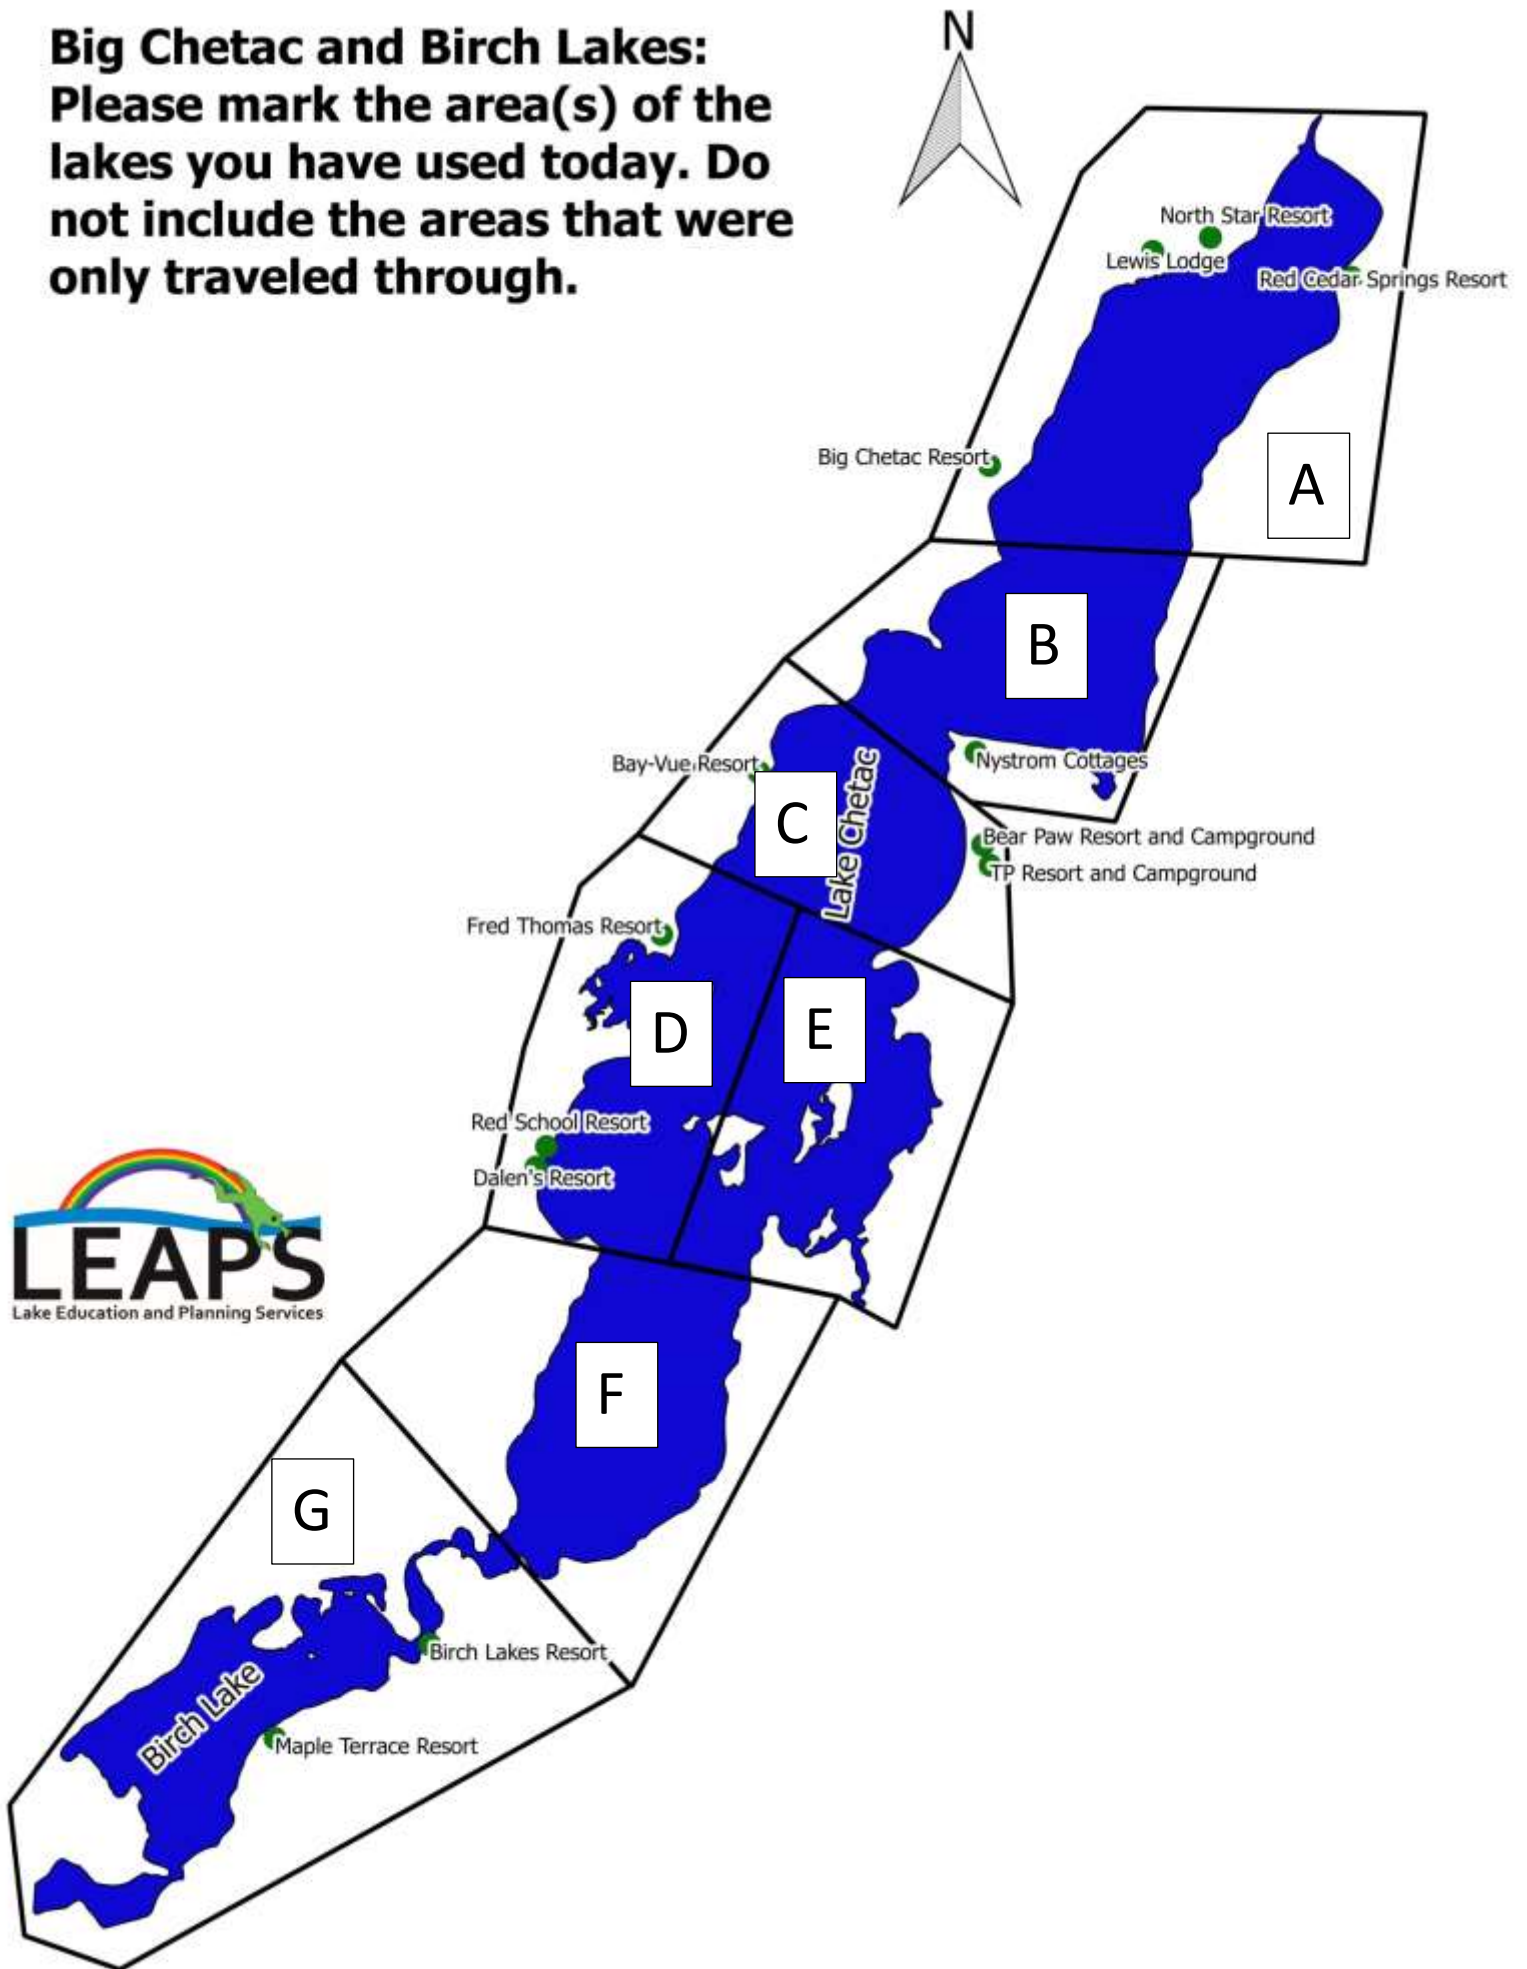 Big Chetac and Birch Lakes:
Please mark the area(s) of the
lakes you have used today. Do
not include the areas that were
only traveled through.
N
North Star Resort
Lewis Lodge
Red Cedar Springs Resort
Big Chetac Resort
A
B
Nystrom Cottages
Bay-Vue Resort
C
Lake Chetac
Bear Paw Resort and Campground
TP Resort and Campground
Fred Thomas Resort
D
E
Red School Resort
Dalen's Resort
LEAPS
Lake Education and Planning Services
F
G
Birch Lakes Resort
Birch Lake
Maple Terrace Resort